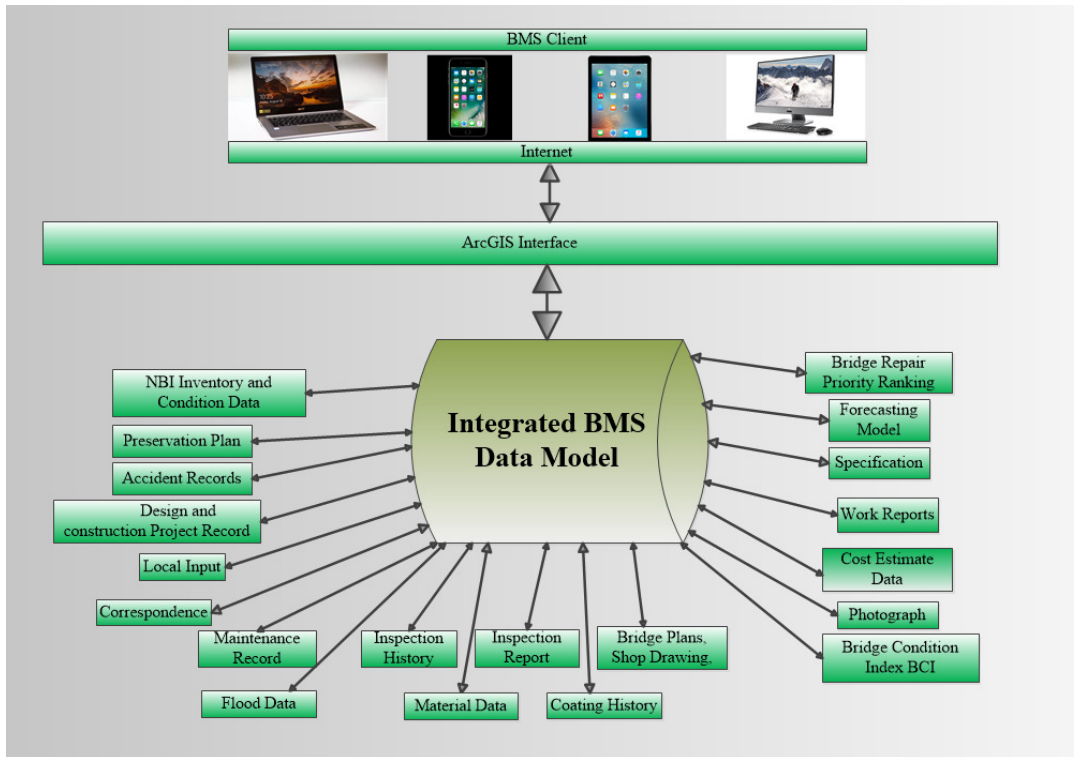 BMS Client
Internet
ArcGIS Interface
Integrated BMS
Data Model
NBI Inventory and
Condition Data
Preservation Plan
Accident Records
Design and
construction Project Record
Local Input
Correspondence
Maintenance
Record
Flood Data
Inspection
History
Material Data
Inspection
Report
Coating History
Bridge Plans,
Shop Drawing,
Bridge Repair
Priority Ranking
Forecasting
Model
Specification
Work Reports
Cost Estimate
Data
Photograph
Bridge Condition
Index BCI